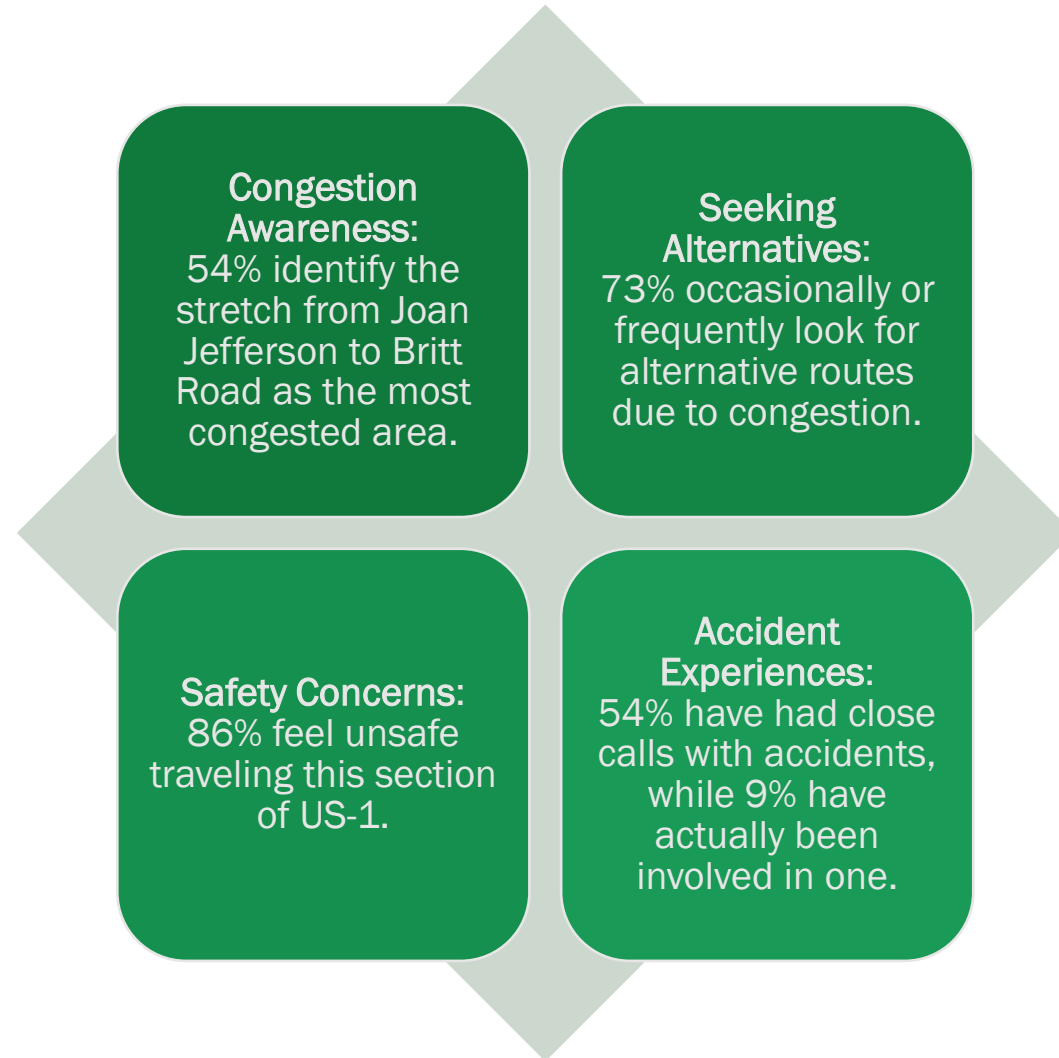 Congestion
Awareness:
54% identify the
stretch from Joan
Jefferson to Britt
Road as the most
congested area.
Seeking
Alternatives:
73% occasionally or
frequently look for
alternative routes
due to congestion.
Safety Concerns:
86% feel unsafe
traveling this section
of US-1.
Accident
Experiences:
54% have had close
calls with accidents,
while 9% have
actually been
involved in one.